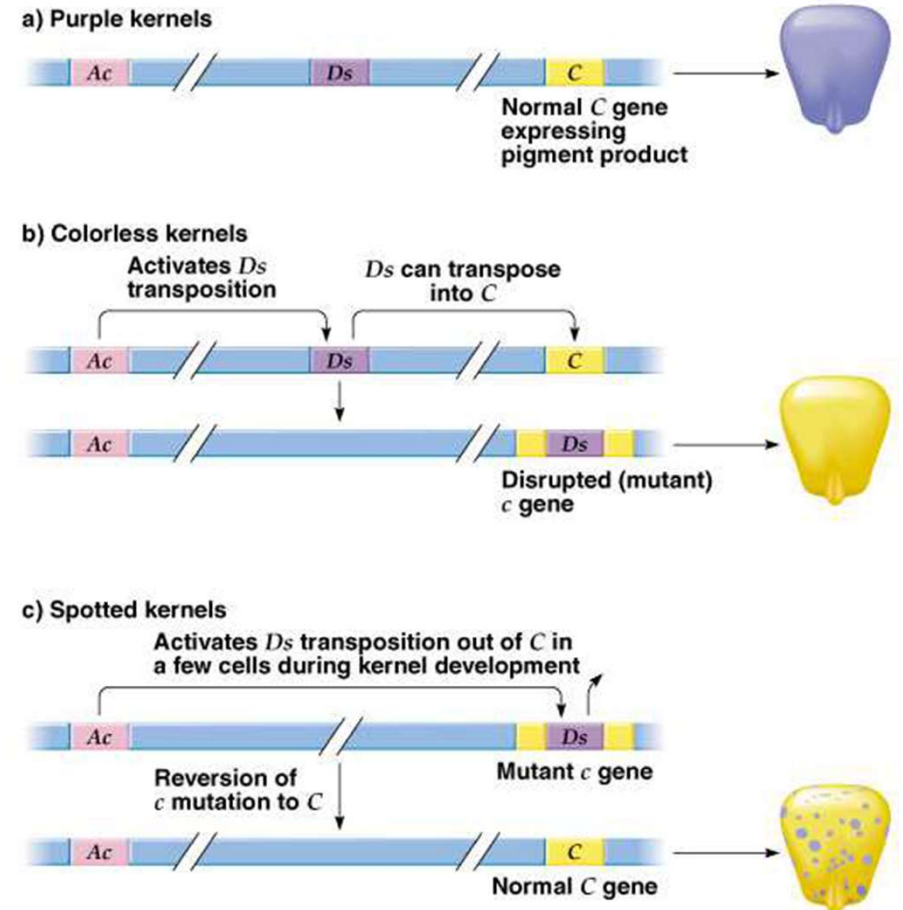 a) Purple kernels
Ac
Ds
C
Normal C gene
expressing
pigment product
b) Colorless kernels
Activates Ds
transposition
Ds can transpose
into C
Ac
Ds
C
Ac
Ds
Disrupted (mutant)
c gene
c) Spotted kernels
Activates Ds transposition out of C in
a few cells during kernel development
Ac
Ds
Mutant c gene
Reversion of
c mutation to C
Ac
C
Normal C gene